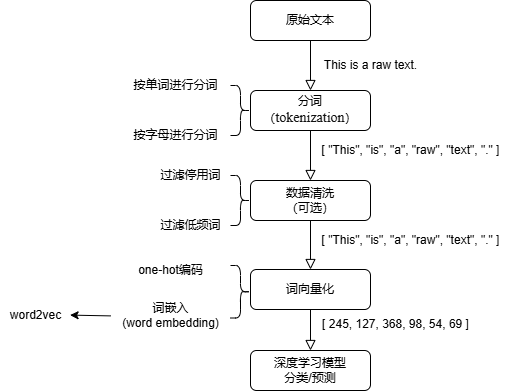 原始文本
This is a raw text.
按单词进行分词
分词
（tokenization）
按字母进行分词
[ "This", "is", "a", "raw", "text", "." ]
过滤停用词
数据清洗
（可选）
过滤低频词
[ "This", "is", "a", "raw", "text", "." ]
one-hot编码
词向量化
词嵌入
(word embedding)
word2vec
[ 245, 127, 368, 98, 54, 69 ]
深度学习模型
分类/预测